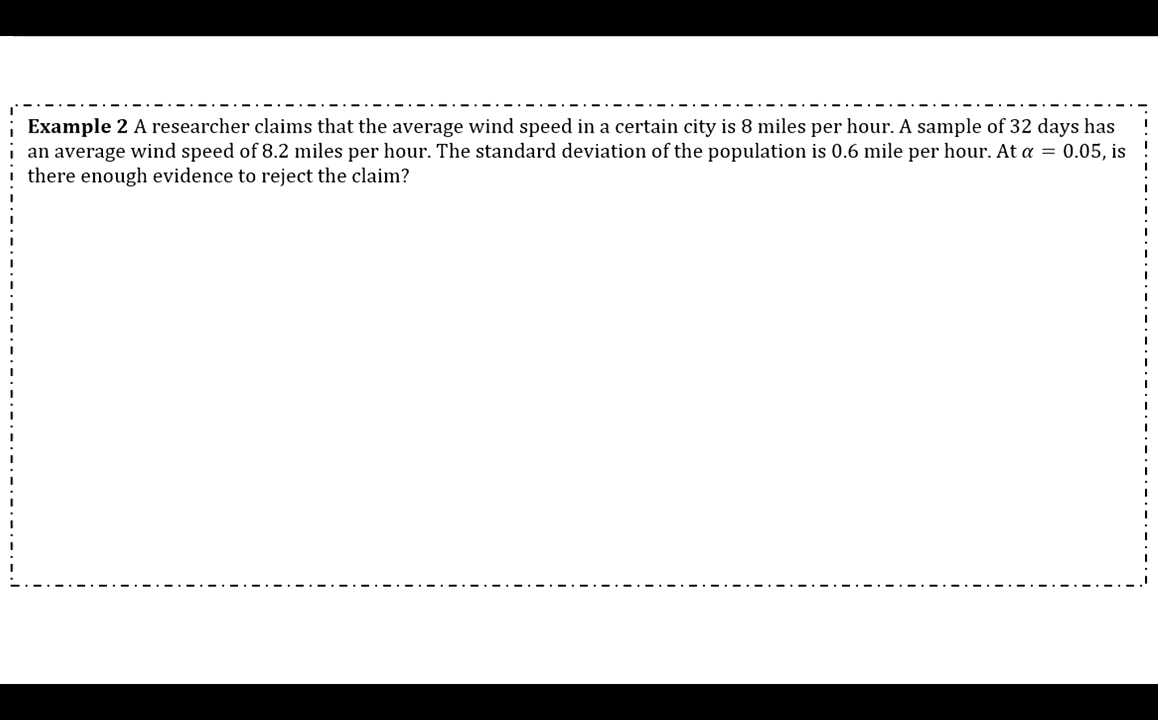 Example 2 A researcher claims that the average wind speed in a certain city is 8 miles per hour. A sample of 32 days has
an average wind speed of 8.2 miles per hour. The standard deviation of the population is 0.6 mile per hour. At α = 0.05, is
there enough evidence to reject the claim?